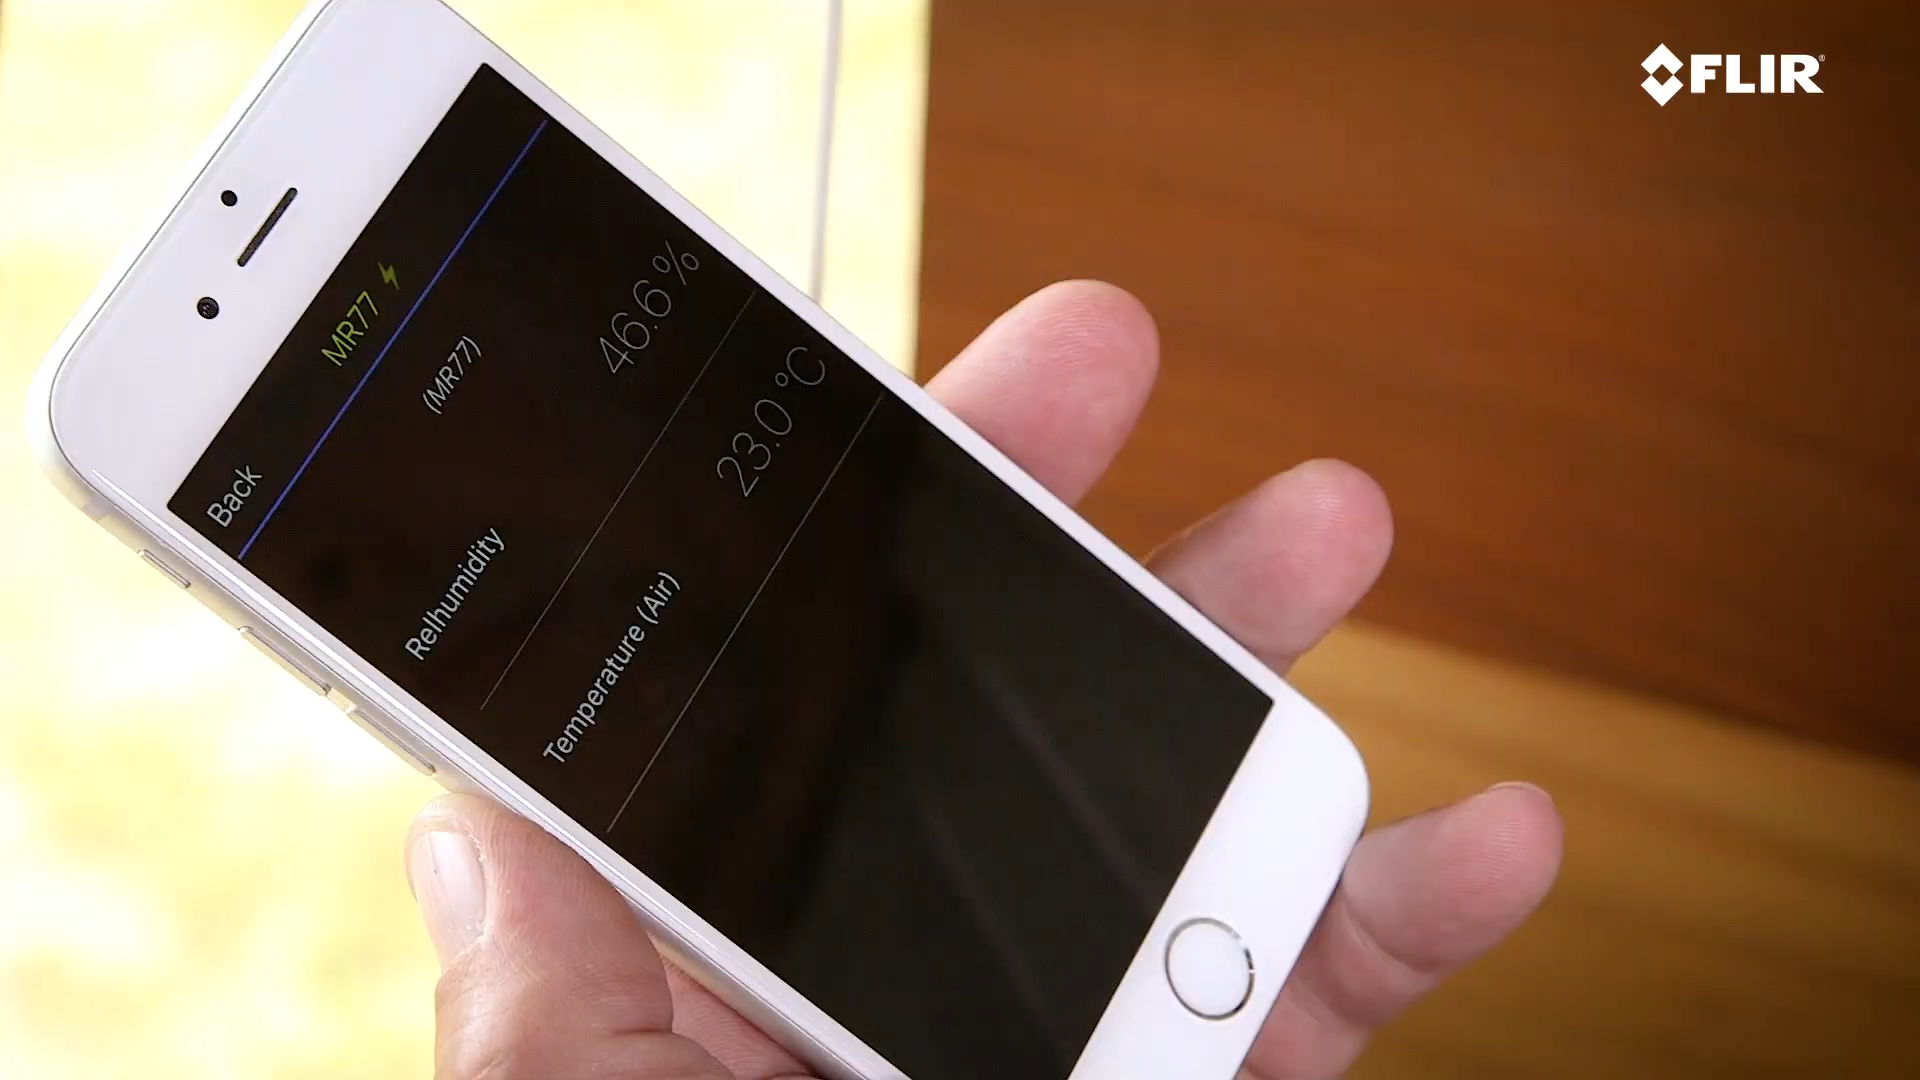 FLIR®
Back
MR77
(MR77)
Relhumidity 46.6%
Temperature (Air) 23.0°C